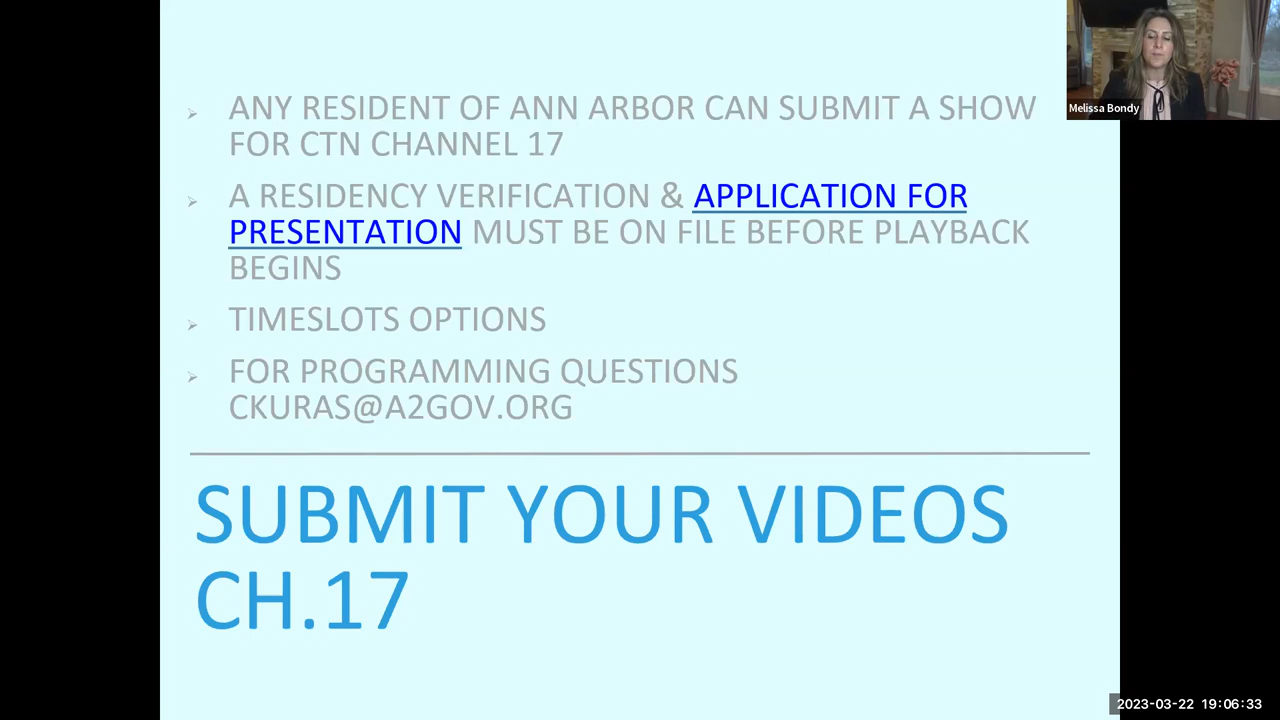 ANY RESIDENT OF ANN ARBOR CAN SUBMIT A SHOW
FOR CTN CHANNEL 17
A RESIDENCY VERIFICATION & APPLICATION FOR
PRESENTATION MUST BE ON FILE BEFORE PLAYBACK
BEGINS
TIMESLOTS OPTIONS
FOR PROGRAMMING QUESTIONS
CKURAS@A2GOV.ORG
SUBMIT YOUR VIDEOS
CH.17
Melissa Bondy
2023-03-22 19:06:33